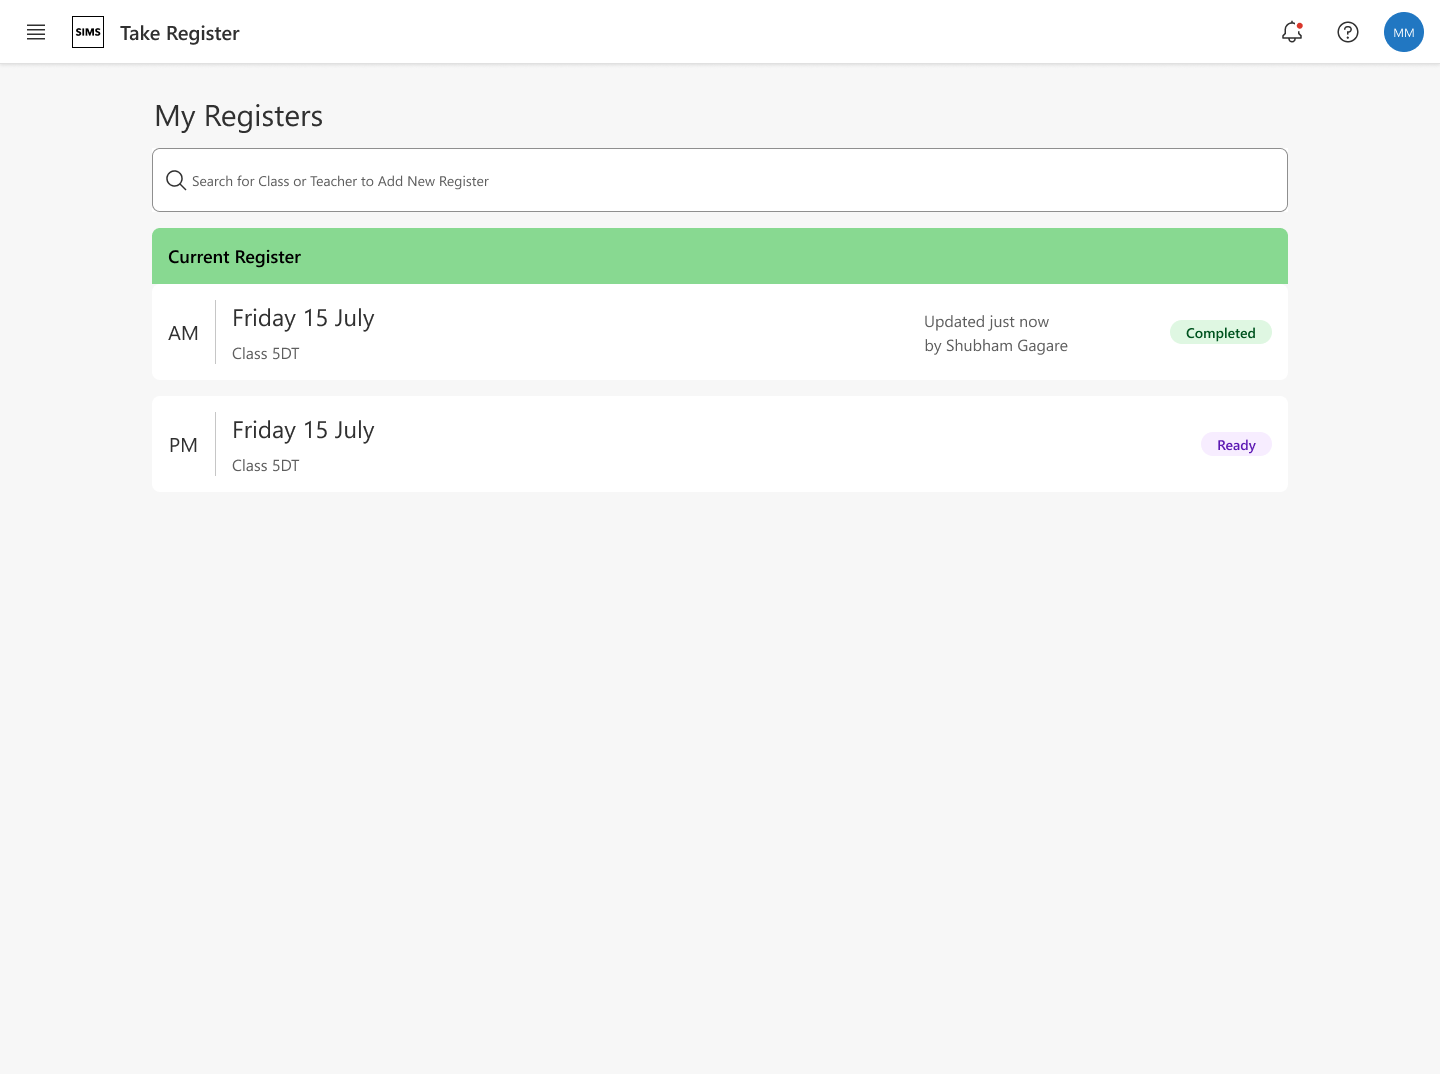 SIMS
Take Register
MM
My Registers
Search for Class or Teacher to Add New Register
Current Register
AM
Friday 15 July
Class 5DT
Updated just now
by Shubham Gagare
Completed
PM
Friday 15 July
Class 5DT
Ready